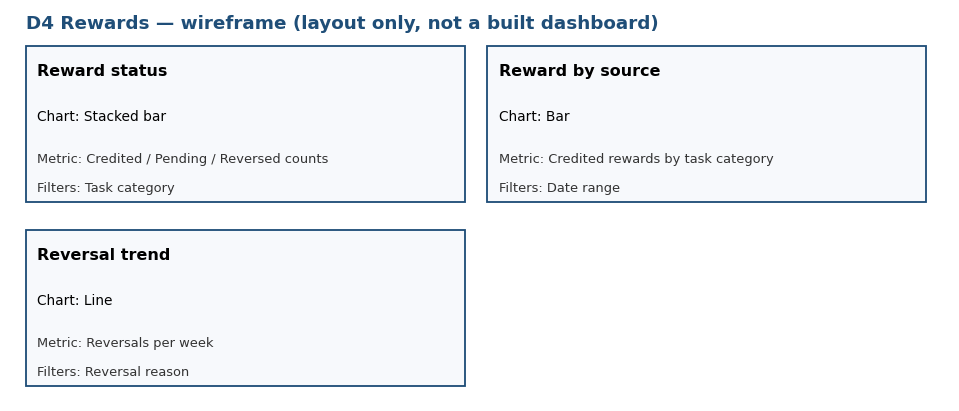 D4 Rewards — wireframe (layout only, not a built dashboard)
Reward status
Chart: Stacked bar
Metric: Credited / Pending / Reversed counts
Filters: Task category
Reward by source
Chart: Bar
Metric: Credited rewards by task category
Filters: Date range
Reversal trend
Chart: Line
Metric: Reversals per week
Filters: Reversal reason